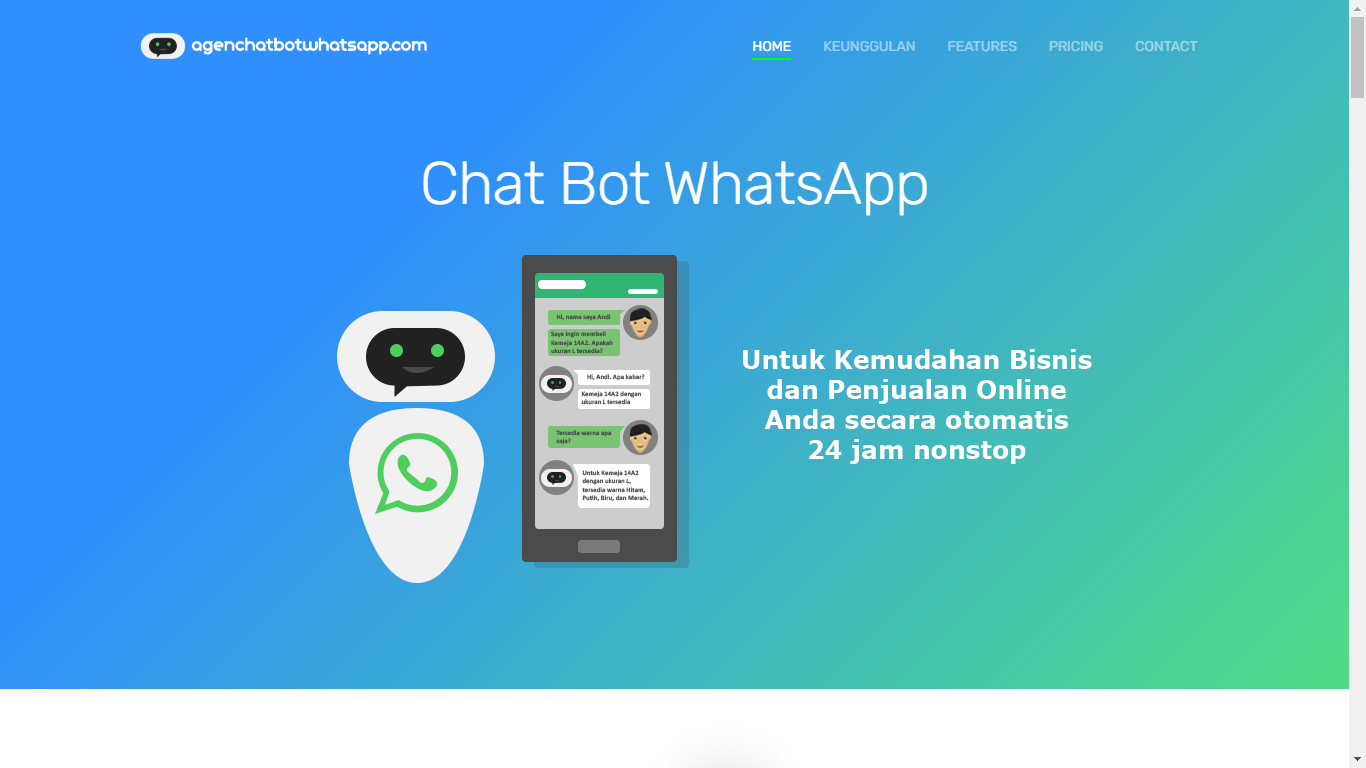 agenchatbotwhatsapp.com
HOME KEUNGGULAN FEATURES PRICING CONTACT
Chat Bot WhatsApp
Hi, nama saya Andi
Saya ingin membeli
Kemeja 14A2. Apakah
ukuran L tersedia?
Hi, Andi. Apa kabar?
Kemeja 14A2 dengan
ukuran L tersedia
Tersedia warna apa
saja?
Untuk Kemeja 14A2
dengan ukuran L,
tersedia warna Hitam,
Putih, Biru, dan Merah.
Untuk Kemudahan Bisnis
dan Penjualan Online
Anda secara otomatis
24 jam nonstop